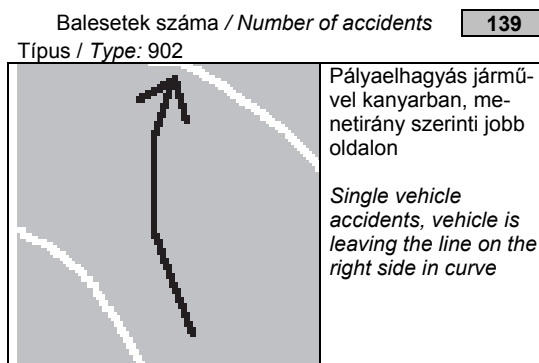 Balesetek száma / Number of accidents 139
Típus / Type: 902
Pályaelhagyás jármű-
vel kanyarban, me-
netirány szerinti jobb
oldalon
Single vehicle
accidents, vehicle is
leaving the line on the
right side in curve